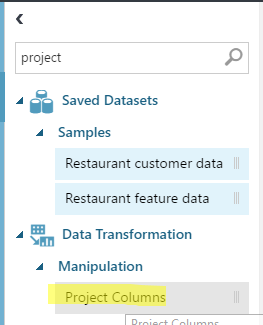 project
Saved Datasets
Samples
Restaurant customer data
Restaurant feature data
Data Transformation
Manipulation
Project Columns
Project Columns